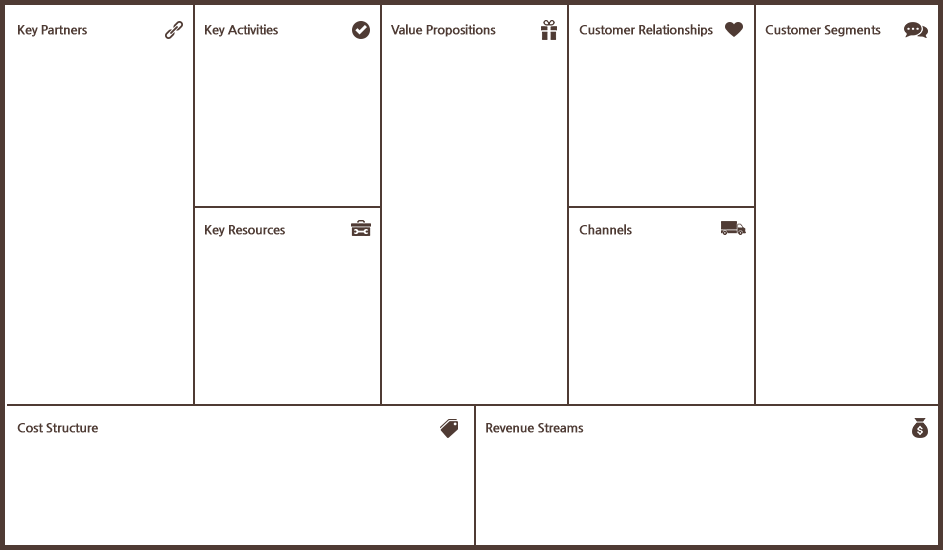 Key Partners
Key Activities
Value Propositions
Customer Relationships
Customer Segments
Key Resources
Channels
Cost Structure
Revenue Streams
$